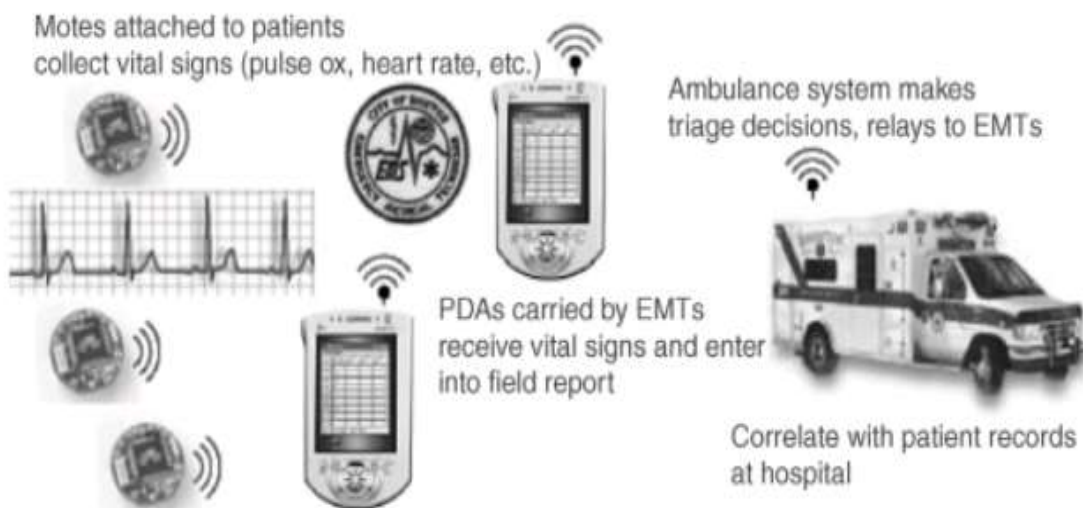 Motes attached to patients
collect vital signs (pulse ox, heart rate, etc.)
Ambulance system makes
triage decisions, relays to EMTs
EMS
PDAs carried by EMTs
receive vital signs and enter
into field report
Correlate with patient records
at hospital